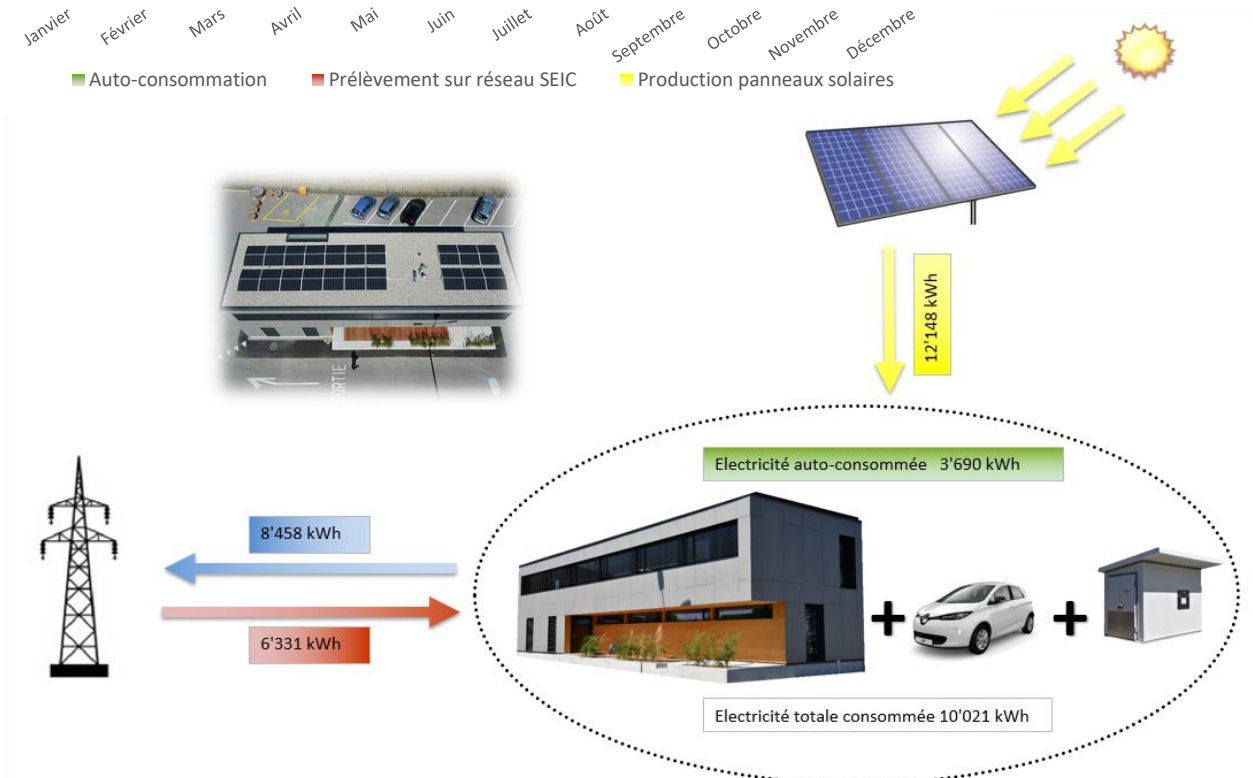 Janvier Février Mars Avril Mai Juin Juillet Août Septembre Octobre Novembre Décembre
Auto-consommation Prélèvement sur réseau SEIC Production panneaux solaires
12'148 kWh
ORTIE
Electricité auto-consommée 3'690 kWh
8'458 kWh
6'331 kWh
Electricité totale consommée 10'021 kWh